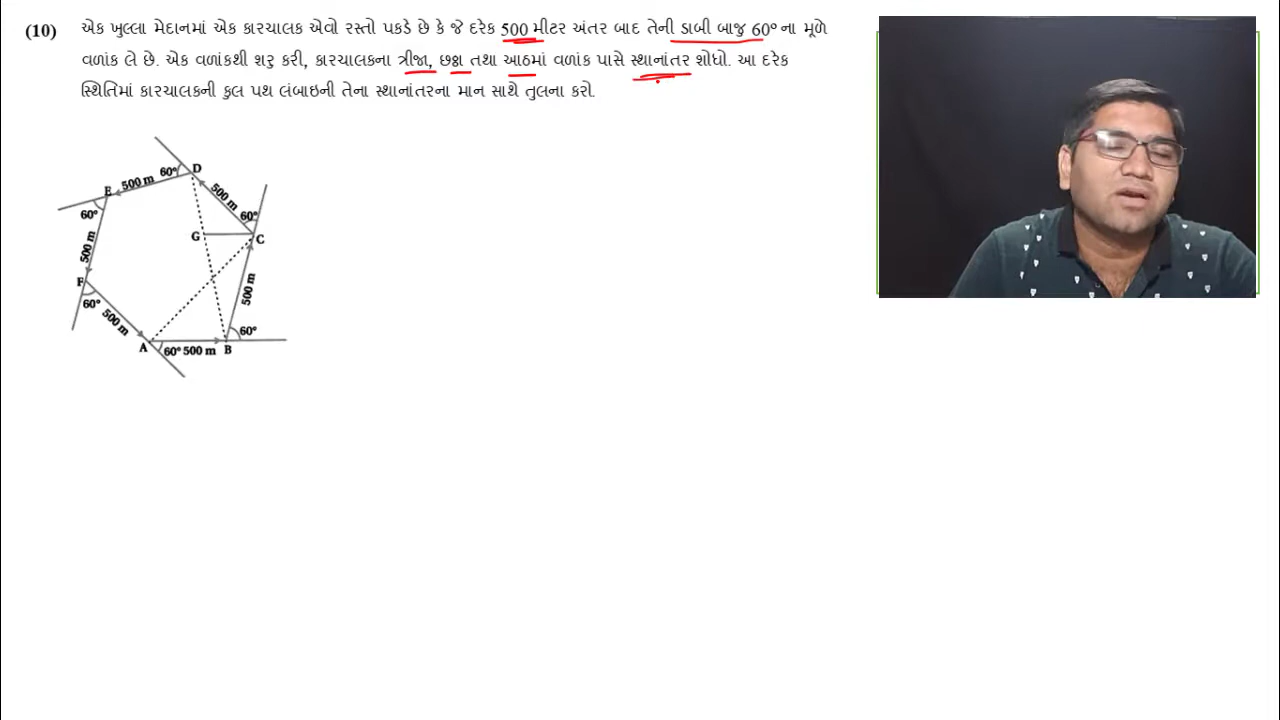 (10) એક ખુલ્લા મેદાનમાં એક કારચાલક એવો રસ્તો પકડે છે કે જે દરેક 500 મીટર અંતર બાદ તેની ડાબી બાજુ 60° ના મૂળે
વળાંક લે છે. એક વળાંકથી શરુ કરી, કારચાલકના ત્રીજા, છઠ્ઠા તથા આઠમાં વળાંક પાસે સ્થાનાંતર શોધો. આ દરેક
સ્થિતિમાં કારચાલકની કુલ પથ લંબાઇની તેના સ્થાનાંતરના માન સાથે તુલના કરો.
D
60°
500 m
E
500 m
60°
60°
G
C
500 m
500 m
F
60°
500 m
60°
A
60° 500 m
B